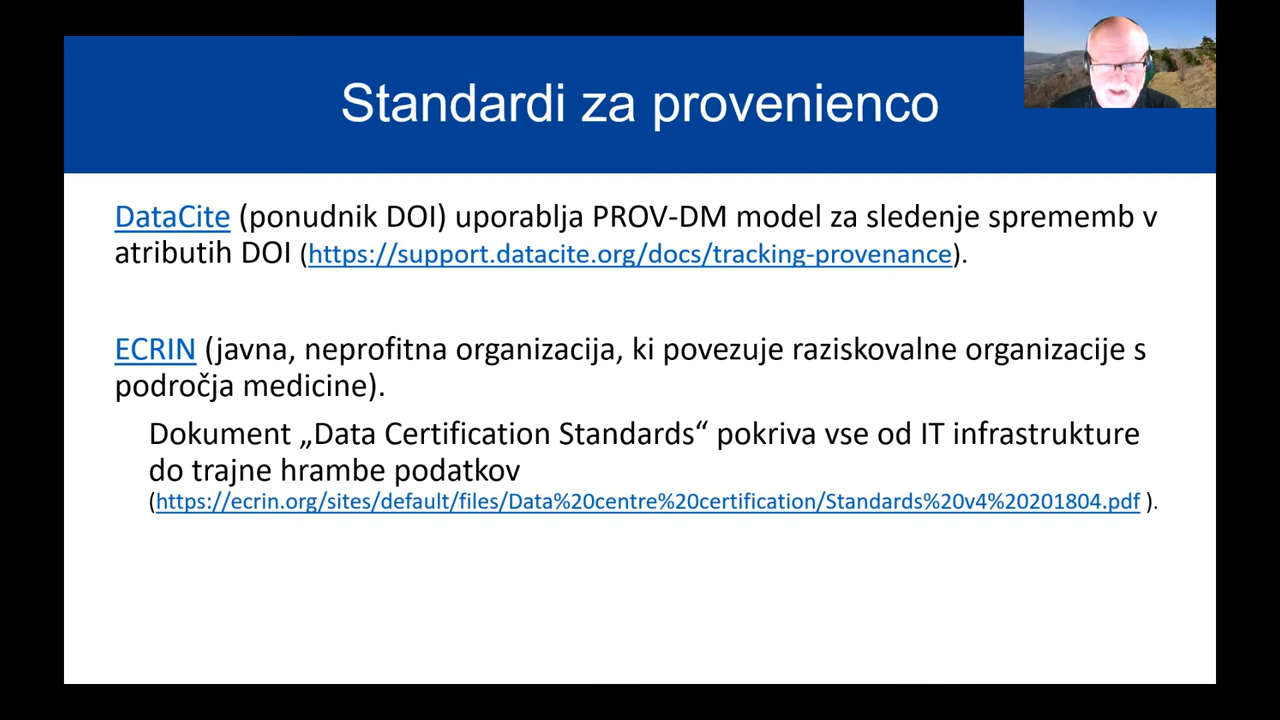 Standardi za provenienco
DataCite (ponudnik DOI) uporablja PROV-DM model za sledenje sprememb v
atributih DOI (https://support.datacite.org/docs/tracking-provenance).
ECRIN (javna, neprofitna organizacija, ki povezuje raziskovalne organizacije s
področja medicine).
Dokument „Data Certification Standards“ pokriva vse od IT infrastrukture
do trajne hrambe podatkov
(https://ecrin.org/sites/default/files/Data%20centre%20certification/Standards%20v4%20201804.pdf ).